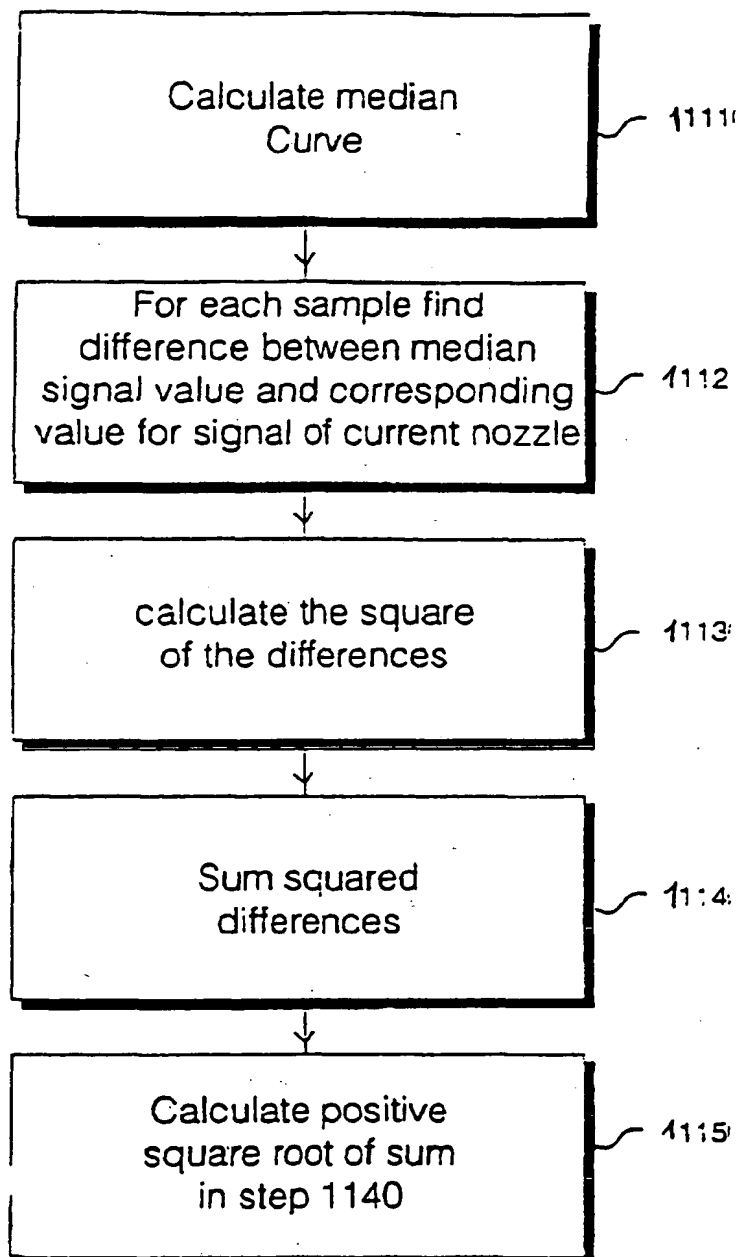 Calculate median
Curve
1111
For each sample find
difference between median
signal value and corresponding
value for signal of current nozzle
1112
calculate the square
of the differences
1113
Sum squared
differences
Calculate positive
square root of sum
in step 1140
1115